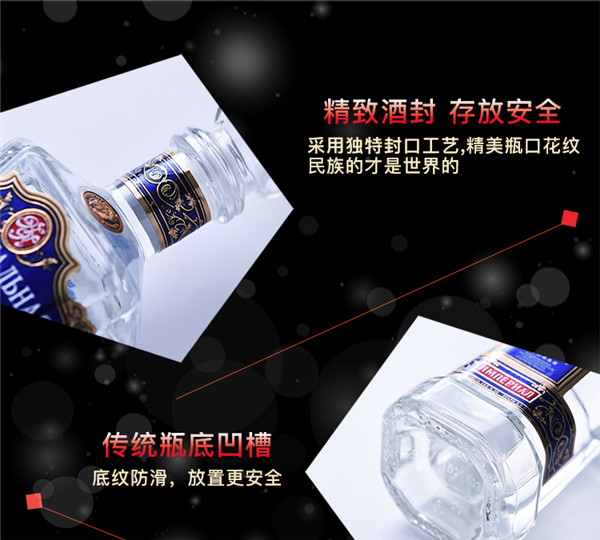 精致酒封 存放安全
采用独特封口工艺,精美瓶口花纹
民族的才是世界的
АЛЬНА
传统瓶底凹槽
底纹防滑，放置更安全